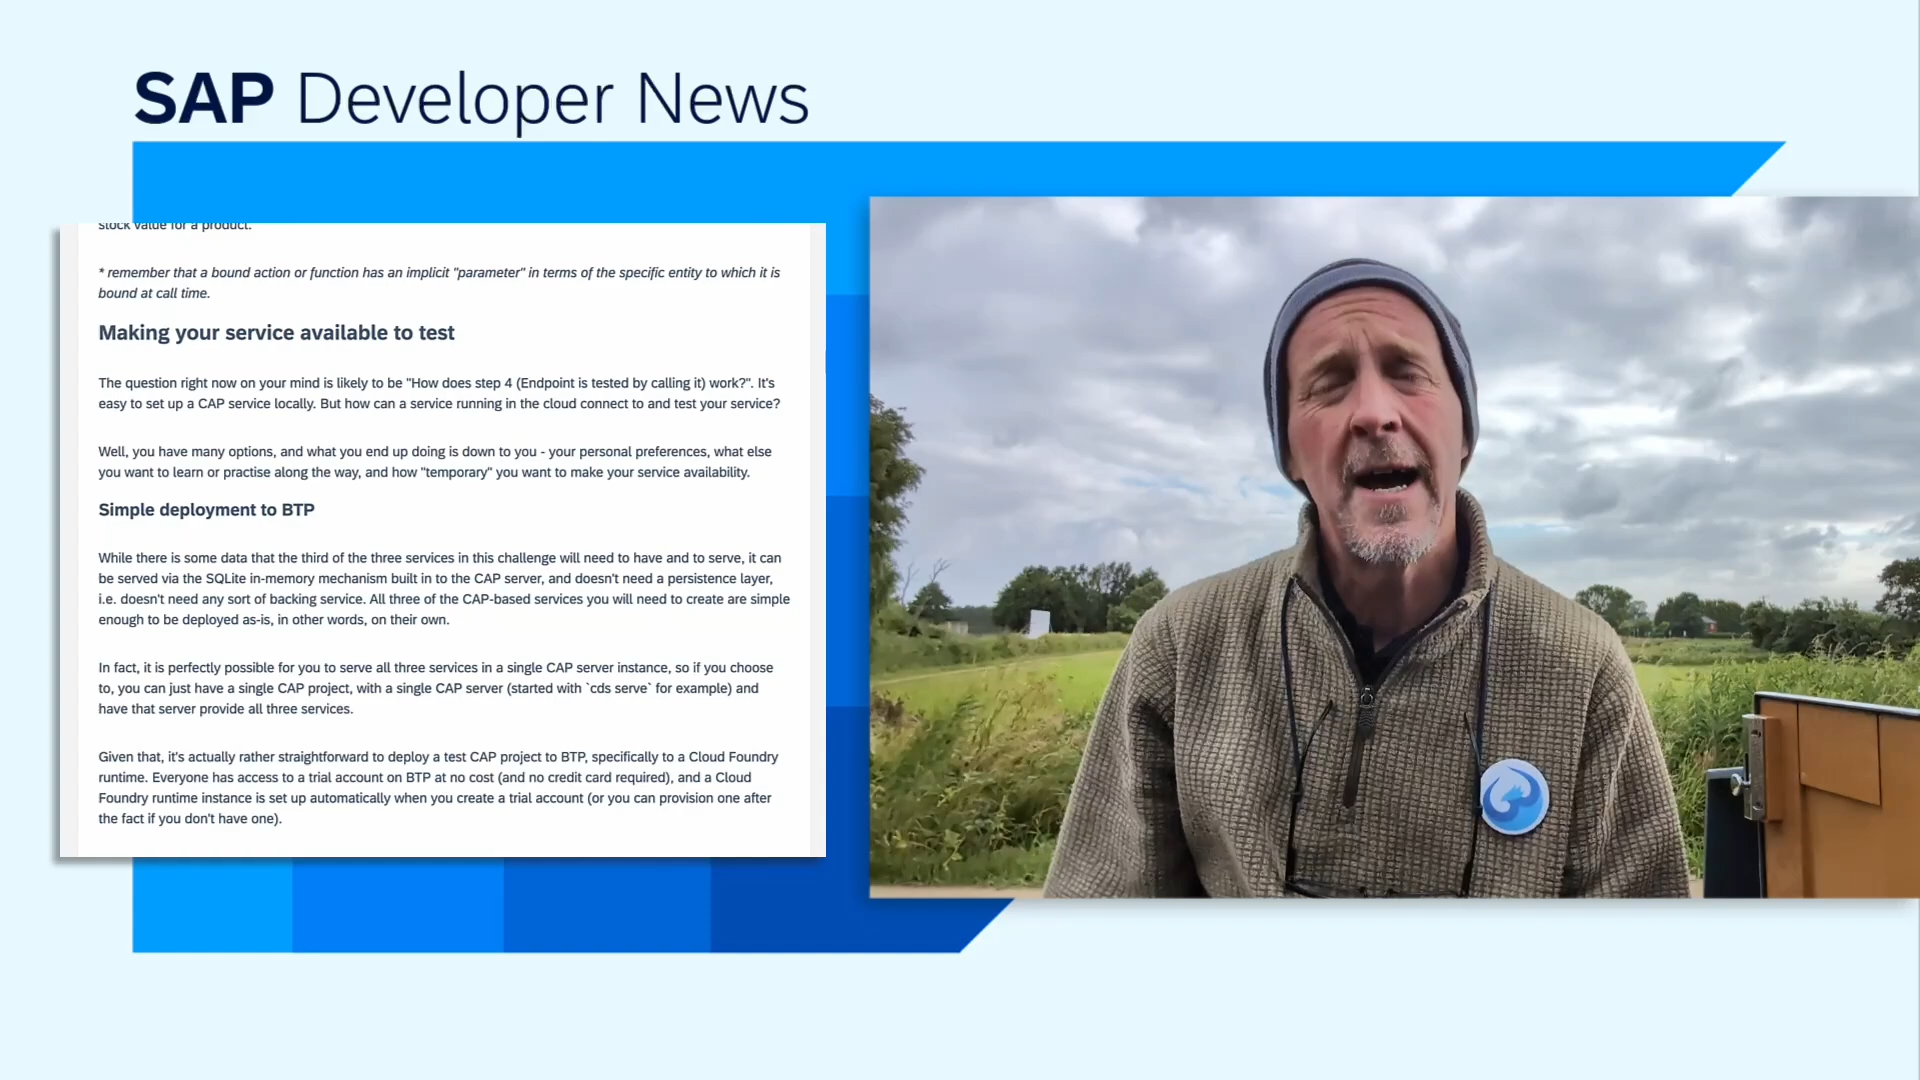 SAP Developer News
stock value for a product.
* remember that a bound action or function has an implicit "parameter" in terms of the specific entity to which it is
bound at call time.
Making your service available to test
The question right now on your mind is likely to be "How does step 4 (Endpoint is tested by calling it) work?". It's
easy to set up a CAP service locally. But how can a service running in the cloud connect to and test your service?
Well, you have many options, and what you end up doing is down to you - your personal preferences, what else
you want to learn or practise along the way, and how "temporary" you want to make your service availability.
Simple deployment to BTP
While there is some data that the third of the three services in this challenge will need to have and to serve, it can
be served via the SQLite in-memory mechanism built in to the CAP server, and doesn't need a persistence layer,
i.e. doesn't need any sort of backing service. All three of the CAP-based services you will need to create are simple
enough to be deployed as-is, in other words, on their own.
In fact, it is perfectly possible for you to serve all three services in a single CAP server instance, so if you choose
to, you can just have a single CAP project, with a single CAP server (started with `cds serve` for example) and
have that server provide all three services.
Given that, it's actually rather straightforward to deploy a test CAP project to BTP, specifically to a Cloud Foundry
runtime. Everyone has access to a trial account on BTP at no cost (and no credit card required), and a Cloud
Foundry runtime instance is set up automatically when you create a trial account (or you can provision one after
the fact if you don't have one).